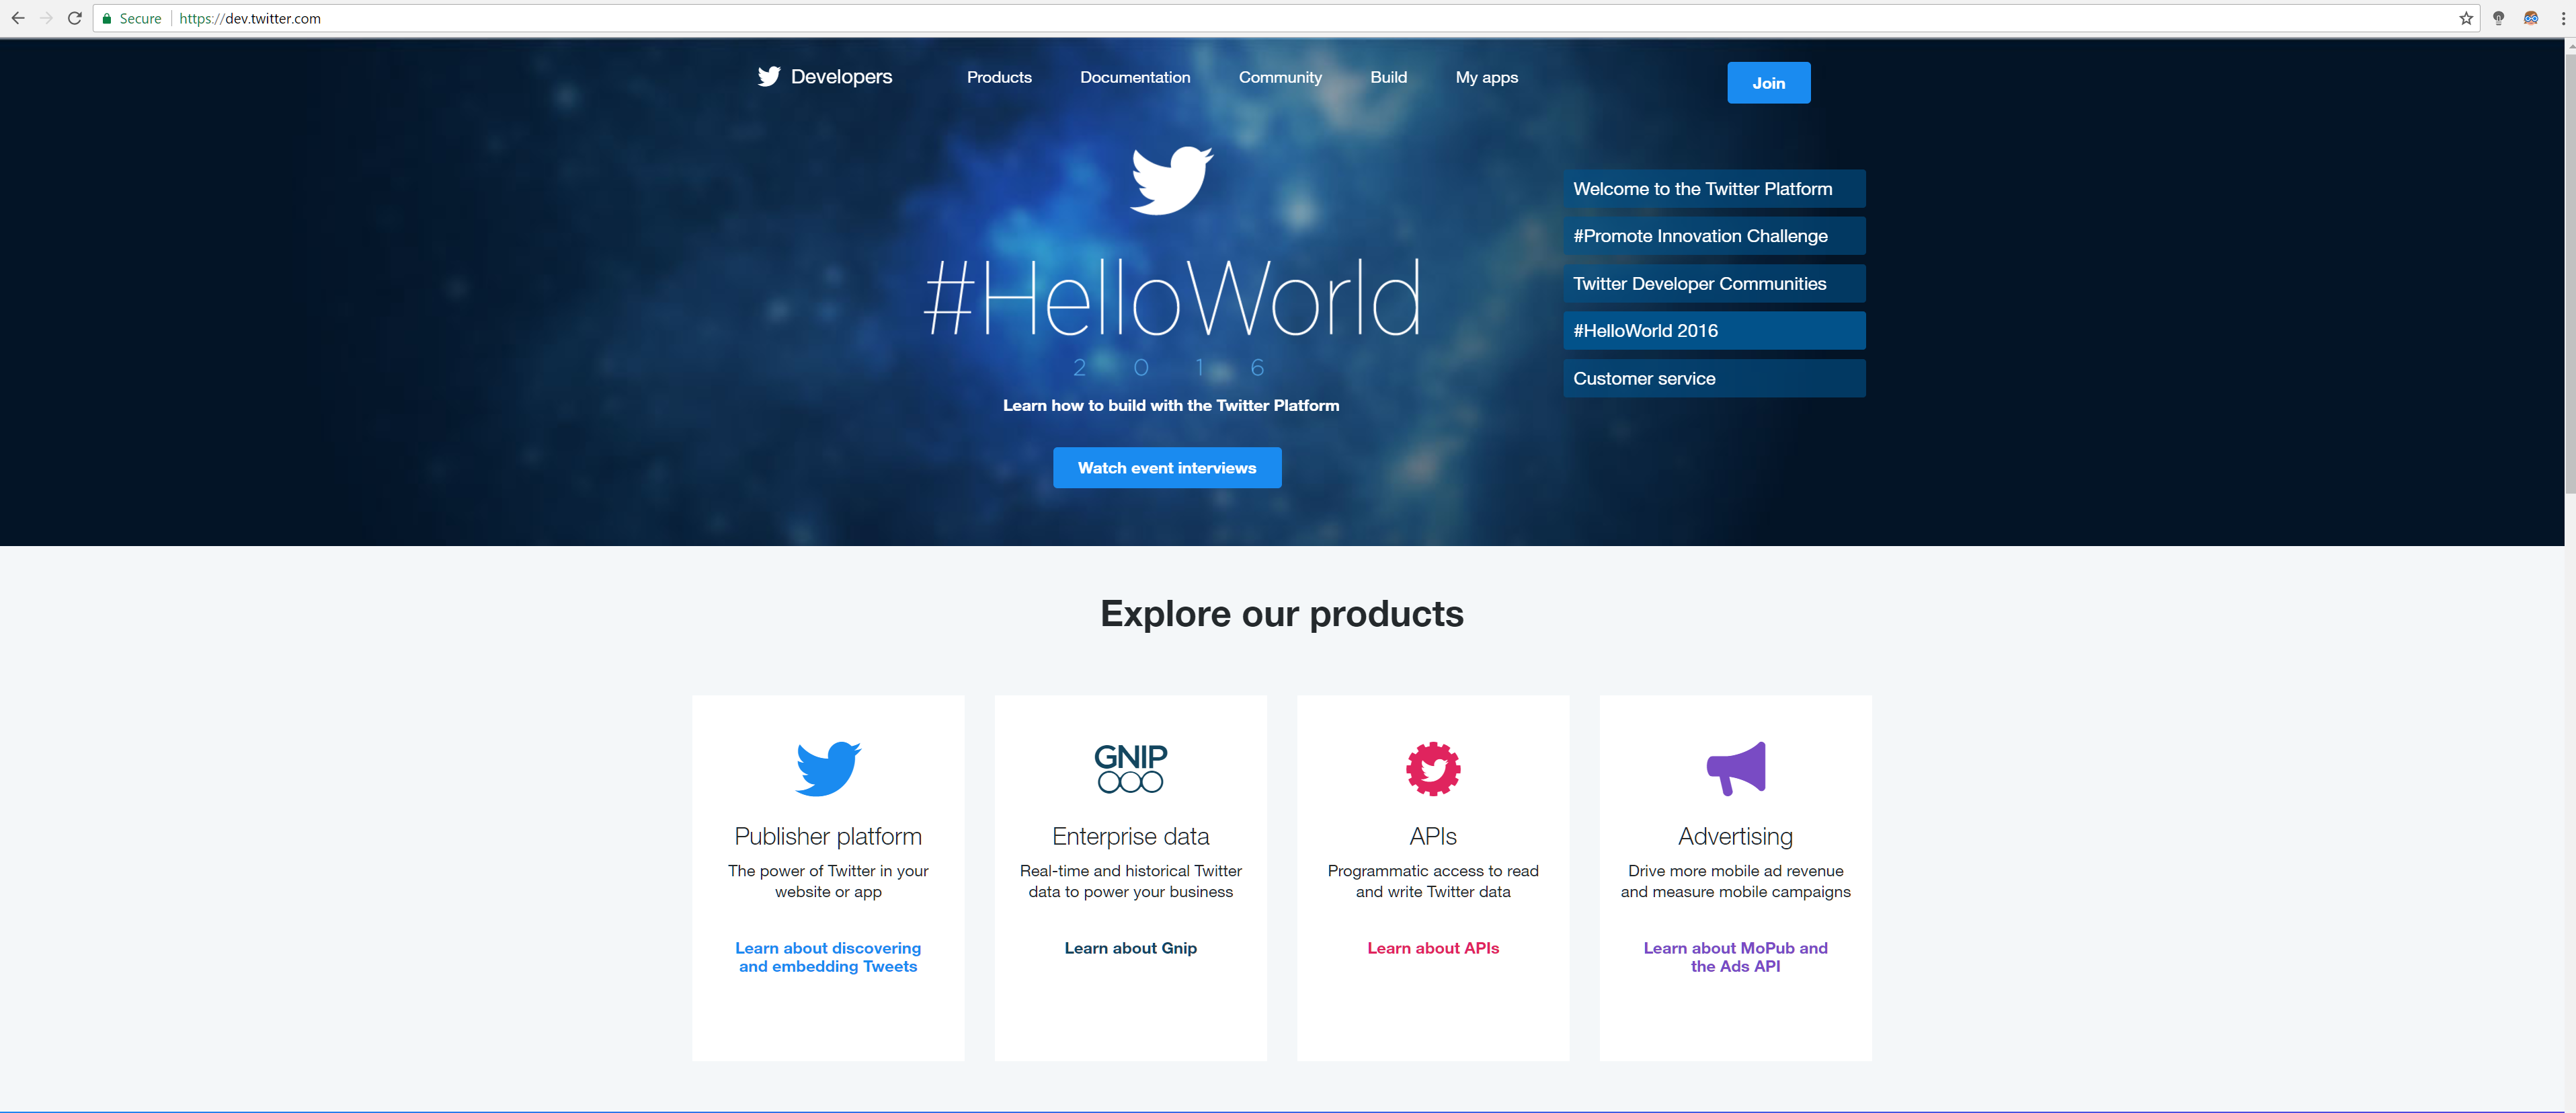 Secure https://dev.twitter.com
Developers Products Documentation Community Build My apps Join
#HelloWorld
2016
Learn how to build with the Twitter Platform
Watch event interviews
Welcome to the Twitter Platform
#Promote Innovation Challenge
Twitter Developer Communities
#HelloWorld 2016
Customer service
Explore our products
GNIP
Publisher platform
The power of Twitter in your
website or app
Learn about discovering
and embedding Tweets
Enterprise data
Real-time and historical Twitter
data to power your business
Learn about Gnip
APIs
Programmatic access to read
and write Twitter data
Learn about APIs
Advertising
Drive more mobile ad revenue
and measure mobile campaigns
Learn about MoPub and
the Ads API